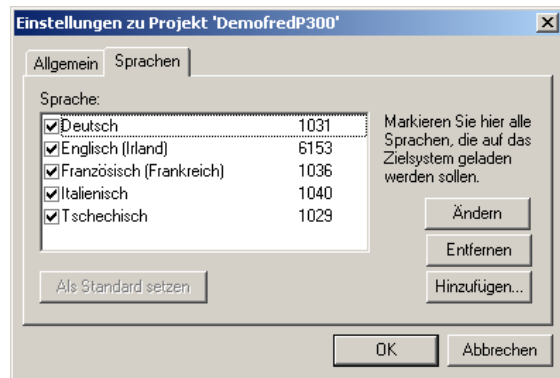 Einstellungen zu Projekt 'DemofredP300'
Allgemein
Sprachen
Sprache:
Deutsch 1031
Englisch (Irland) 6153
Französisch (Frankreich) 1036
Italienisch 1040
Tschechisch 1029
Markieren Sie hier alle
Sprachen, die auf das
Zielsystem geladen
werden sollen.
Ändern
Entfernen
Hinzufügen...
Als Standard setzen
OK
Abbrechen